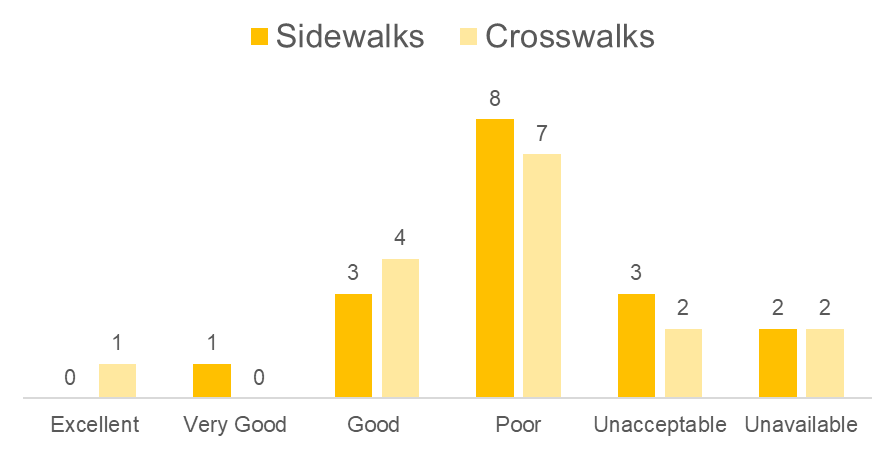 Sidewalks Crosswalks
8
7
4
3 3
2 2 2
1 1
0 0
Excellent Very Good Good Poor Unacceptable Unavailable